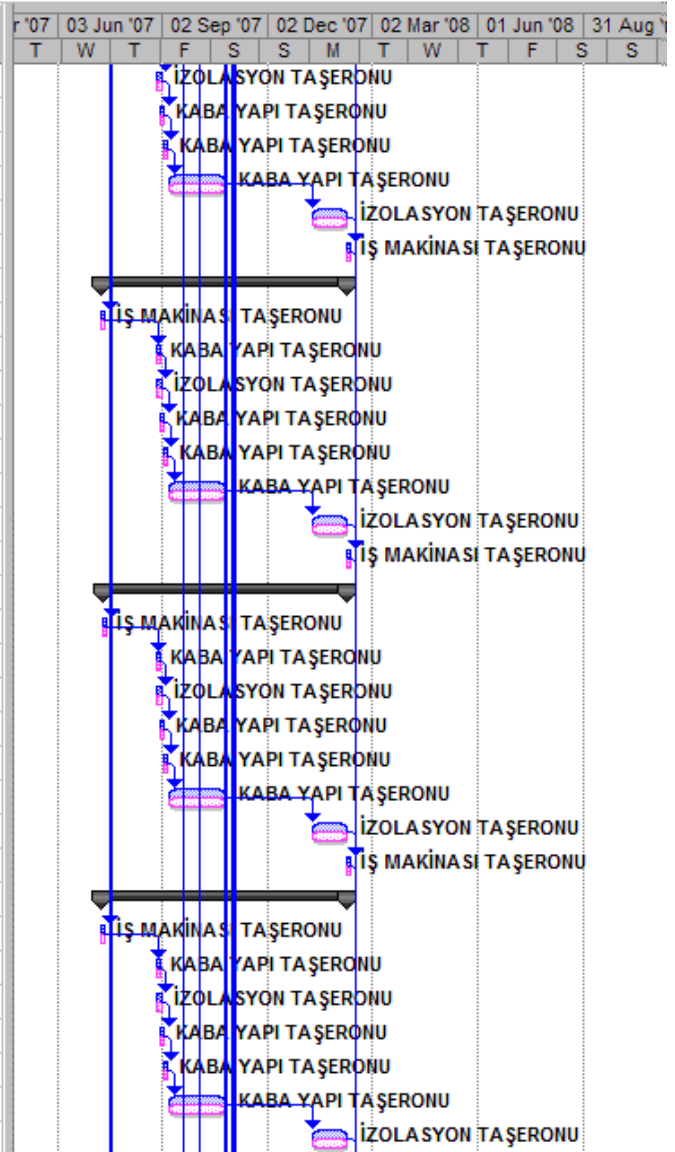 r '07 03 Jun '07 02 Sep '07 02 Dec '07 02 Mar '08 01 Jun '08 31 Aug '
T W T F S S M T W T F S S
İZOLASYON TAŞERONU
KABA YAPI TAŞERONU
KABA YAPI TAŞERONU
KABA YAPI TAŞERONU
İZOLASYON TAŞERONU
İŞ MAKİNASI TAŞERONU
İŞ MAKİNASI TAŞERONU
KABA YAPI TAŞERONU
İZOLASYON TAŞERONU
KABA YAPI TAŞERONU
KABA YAPI TAŞERONU
KABA YAPI TAŞERONU
İZOLASYON TAŞERONU
İŞ MAKİNASI TAŞERONU
İŞ MAKİNASI TAŞERONU
KABA YAPI TAŞERONU
İZOLASYON TAŞERONU
KABA YAPI TAŞERONU
KABA YAPI TAŞERONU
KABA YAPI TAŞERONU
İZOLASYON TAŞERONU
İŞ MAKİNASI TAŞERONU
İŞ MAKİNASI TAŞERONU
KABA YAPI TAŞERONU
İZOLASYON TAŞERONU
KABA YAPI TAŞERONU
KABA YAPI TAŞERONU
KABA YAPI TAŞERONU
İZOLASYON TAŞERONU